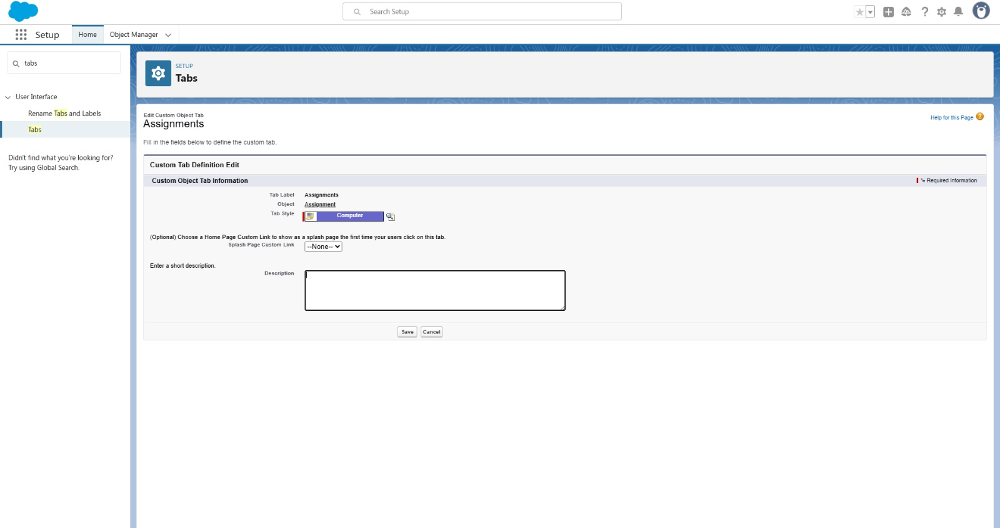 Search Setup
Setup
Home
Object Manager
tabs
User Interface
Rename Tabs and Labels
Tabs
Didn't find what you're looking for?
Try using Global Search.
SETUP
Tabs
Edit Custom Object Tab
Assignments
Help for this Page
Fill in the fields below to define the custom tab.
Custom Tab Definition Edit
Custom Object Tab Information
*= Required Information
Tab Label Assignments
Object Assignment
Tab Style Computer
(Optional) Choose a Home Page Custom Link to show as a splash page the first time your users click on this tab.
Splash Page Custom Link --None--
Enter a short description.
Description
Save Cancel